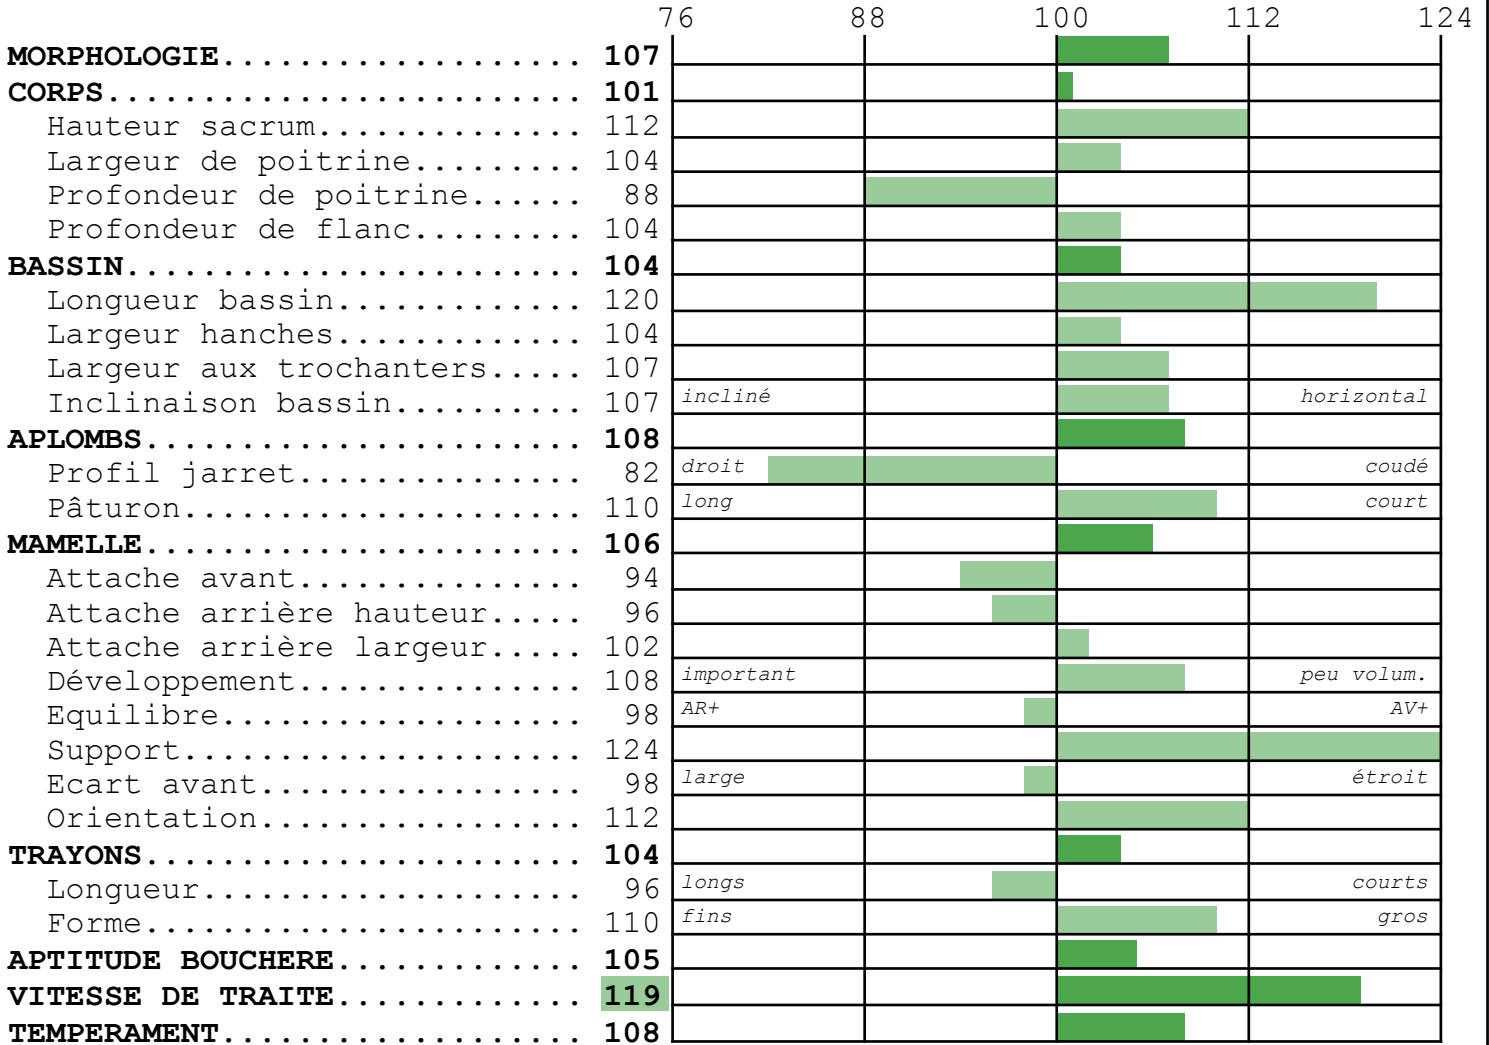 76 88 100 112 124
MORPHOLOGIE................... 107
CORPS......................... 101
Hauteur sacrum.............. 112
Largeur de poitrine......... 104
Profondeur de poitrine...... 88
Profondeur de flanc......... 104
BASSIN........................ 104
Longueur bassin............. 120
Largeur hanches............. 104
Largeur aux trochanters..... 107
Inclinaison bassin.......... 107 incliné horizontal
APLOMBS....................... 108
Profil jarret............... 82 droit coudé
Pâturon..................... 110 long court
MAMELLE....................... 106
Attache avant............... 94
Attache arrière hauteur..... 96
Attache arrière largeur..... 102
Développement............... 108 important peu volum.
Equilibre................... 98 AR+ AV+
Support..................... 124
Ecart avant................. 98 large étroit
Orientation................. 112
TRAYONS....................... 104
Longueur.................... 96 longs courts
Forme....................... 110 fins gros
APTITUDE BOUCHERE............. 105
VITESSE DE TRAITE............. 119
TEMPERAMENT................... 108